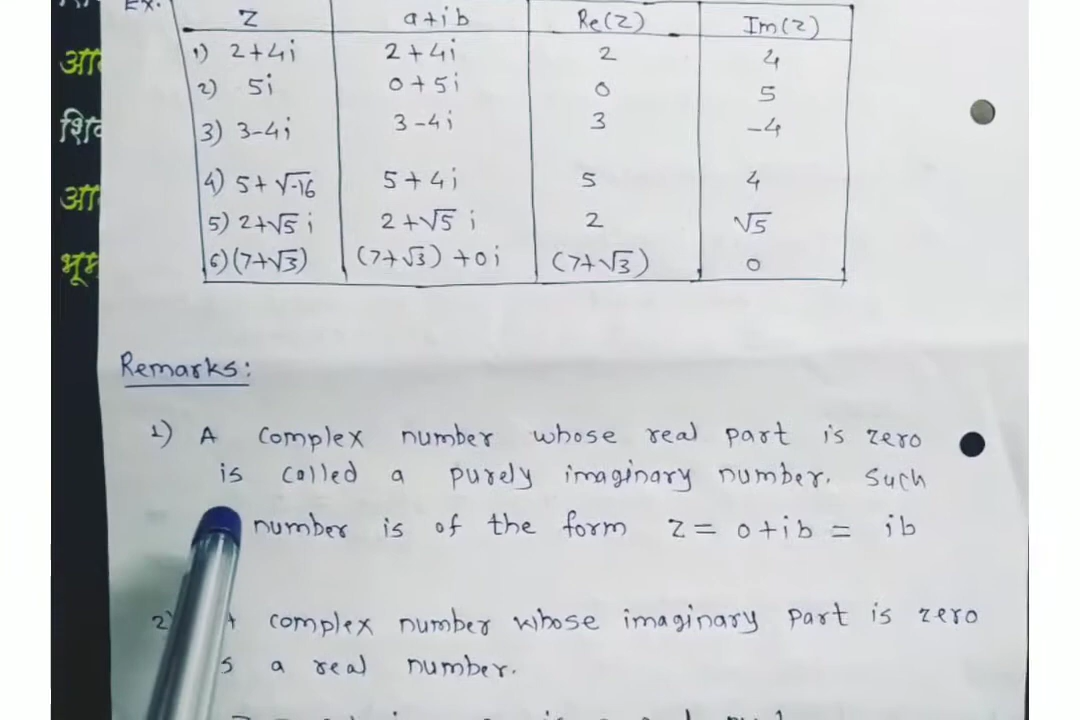 Ex.
Z a+ib Re(Z) Im(Z)
1) 2+4i 2+4i 2 4
2) 5i 0+5i 0 5
3) 3-4i 3-4i 3 -4
4) 5+√-16 5+4i 5 4
5) 2+√5 i 2+√5 i 2 √5
6) (7+√3) (7+√3)+0i (7+√3) 0
Remarks:
1) A complex number whose real part is zero
is called a purely imaginary number. Such
number is of the form Z = 0+ib = ib
2) complex number whose imaginary part is zero
a real number.